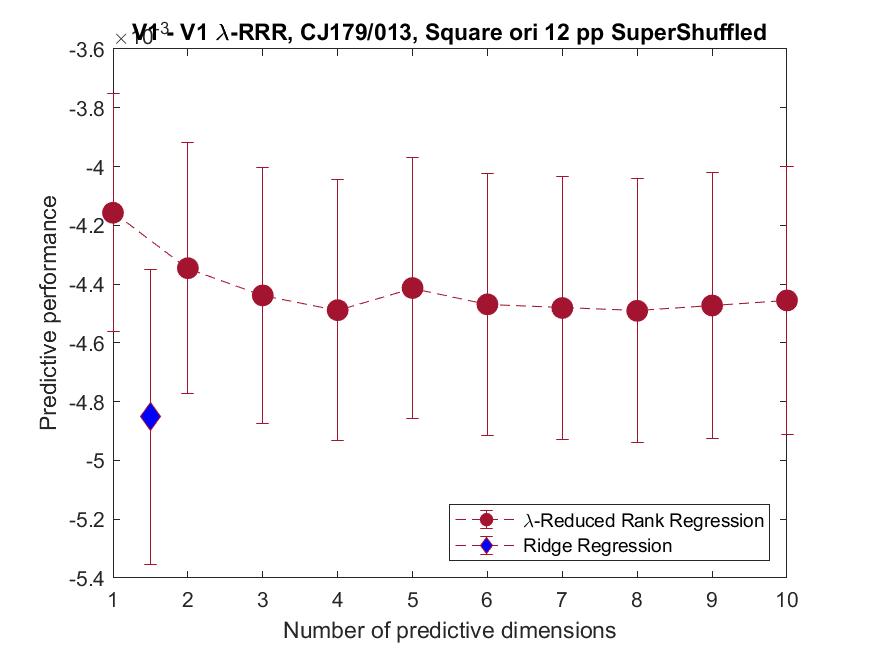 V1 - V1 λ-RRR, CJ179/013, Square ori 12 pp SuperShuffled
-3.6
-3.8
-4
-4.2
-4.4
-4.6
-4.8
-5
-5.2
-5.4
Predictive performance
λ-Reduced Rank Regression
Ridge Regression
1 2 3 4 5 6 7 8 9 10
Number of predictive dimensions